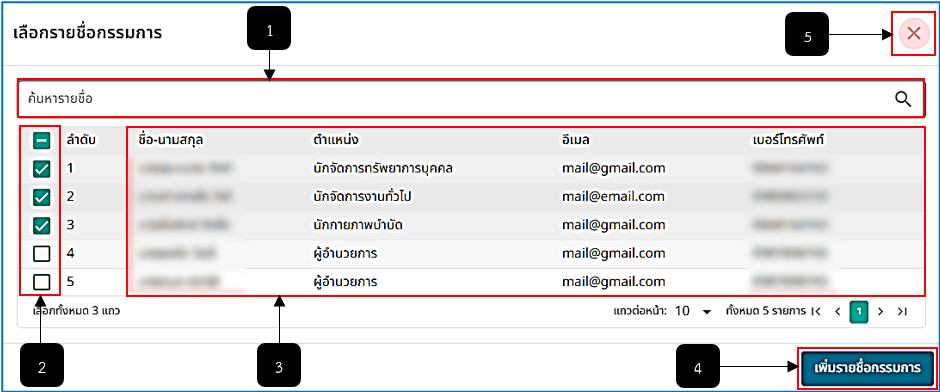 เลือกรายชื่อกรรมการ
1
5
ค้นหารายชื่อ
ลำดับ ชื่อ-นามสกุล ตำแหน่ง อีเมล เบอร์โทรศัพท์
1 นักจัดการทรัพยาการบุคคล mail@gmail.com
2 นักจัดการงานทั่วไป mail@email.com
3 นักกายภาพบำบัด mail@gmail.com
4 ผู้อำนวยการ mail@gmail.com
5 ผู้อำนวยการ mail@gmail.com
เลือกทั้งหมด 3 แถว แถวต่อหน้า: 10 ทั้งหมด 5 รายการ 1
2
3
4
เพิ่มรายชื่อกรรมการ